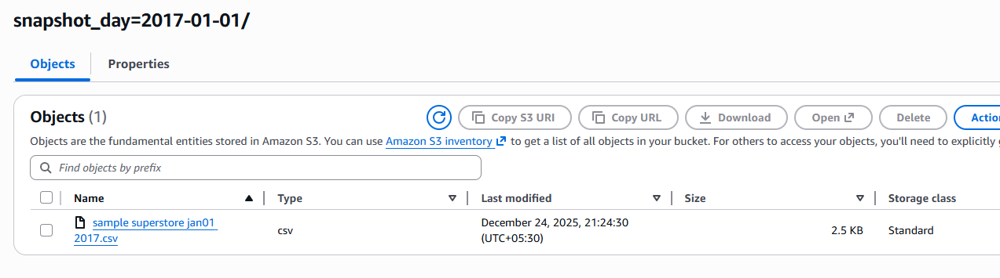 snapshot_day=2017-01-01/
Objects Properties
Objects (1) Copy S3 URI Copy URL Download Open Delete Actio
Objects are the fundamental entities stored in Amazon S3. You can use Amazon S3 inventory to get a list of all objects in your bucket. For others to access your objects, you'll need to explicitly
Find objects by prefix
Name Type Last modified Size Storage class
sample superstore jan01 2017.csv csv December 24, 2025, 21:24:30 (UTC+05:30) 2.5 KB Standard